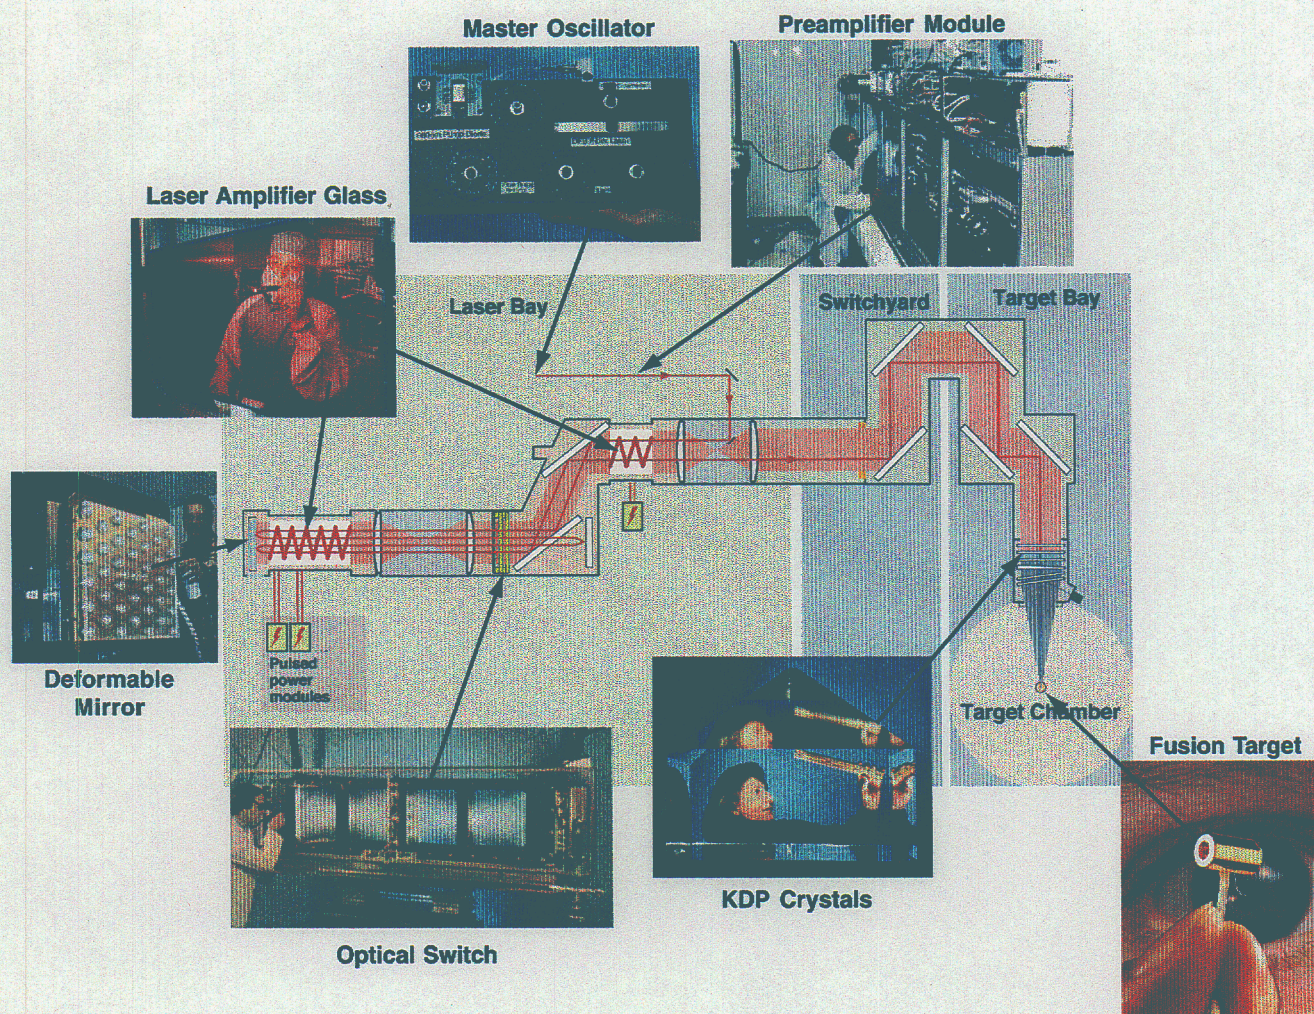 Master Oscillator
Preamplifier Module
Laser Amplifier Glass
Laser Bay
Switchyard
Target Bay
Deformable
Mirror
Pulsed
power
modules
Target Chamber
Fusion Target
KDP Crystals
Optical Switch